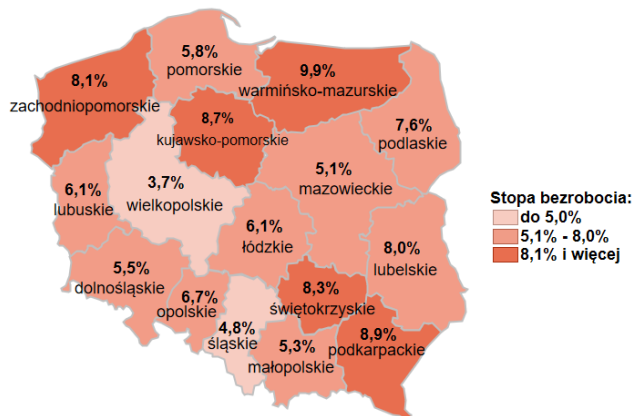 5,8%
pomorskie
9,9%
warmińsko-mazurskie
8,1%
zachodniopomorskie
8,7%
kujawsko-pomorskie
7,6%
podlaskie
5,1%
mazowieckie
3,7%
wielkopolskie
6,1%
lubuskie
6,1%
łódzkie
8,0%
lubelskie
5,5%
dolnośląskie
6,7%
opolskie
4,8%
śląskie
8,3%
świętokrzyskie
5,3%
małopolskie
8,9%
podkarpackie
Stopa bezrobocia:
do 5,0%
5,1% - 8,0%
8,1% i więcej